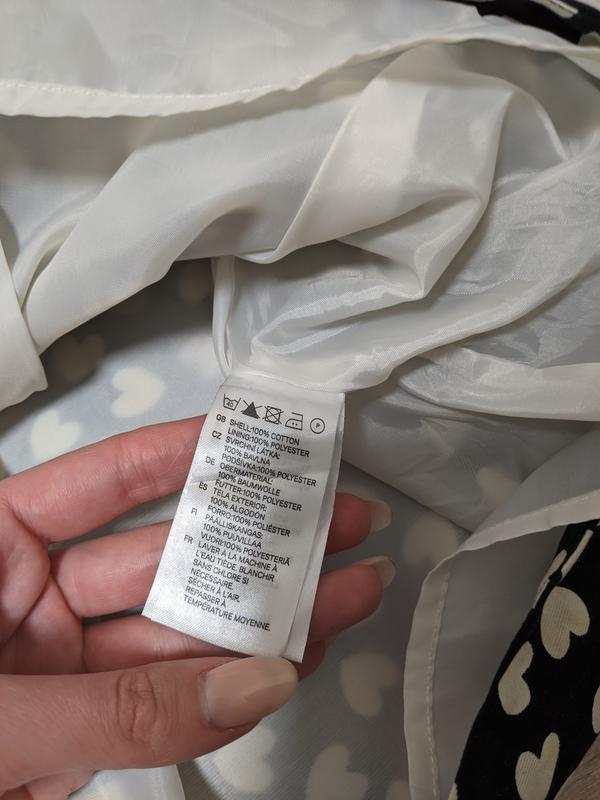 40 P
GB SHELL:100% COTTON
LINING:100% POLYESTER
CZ SVRCHNÍ LÁTKA:
100% BAVLNA
PODŠÍVKA:100% POLYESTER
DE OBERMATERIAL:
100% BAUMWOLLE
FUTTER:100% POLYESTER
ES TELA EXTERIOR:
100% ALGODÓN
FORRO:100% POLIÉSTER
FI PÄÄLLISKANGAS:
100% PUUVILLAA
VUORI:100% POLYESTERIÄ
FR LAVER À LA MACHINE À
L'EAU TIÈDE. BLANCHIR
SANS CHLORE SI
NÉCESSAIRE.
SÉCHER À L'AIR.
REPASSER À
TEMPÉRATURE MOYENNE.